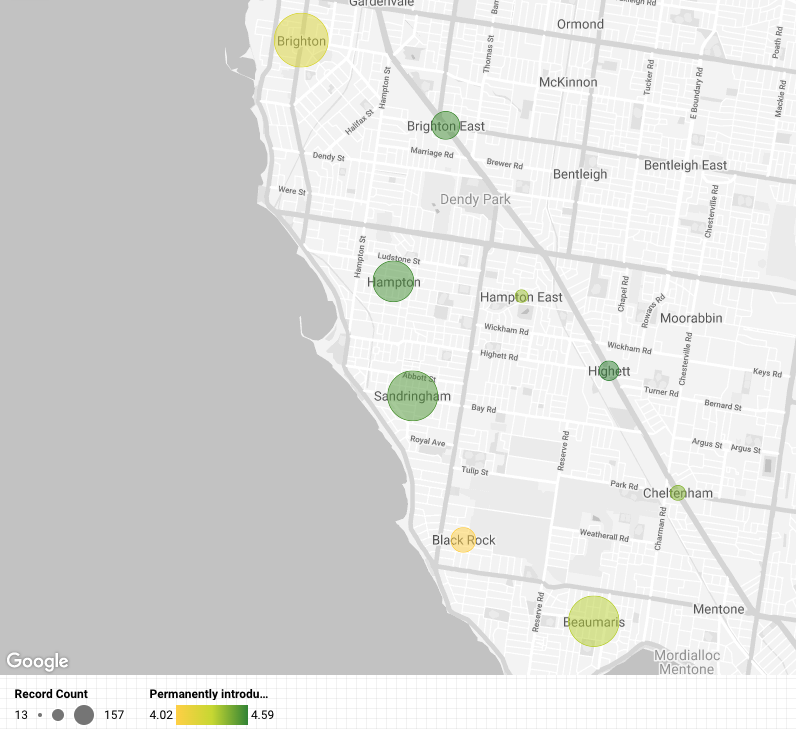 Gardenvale
Ormond
Brighton
Thomas St
Poath Rd
Hampton St
Tucker Rd
E Boundary Rd
McKinnon
Mackie Rd
Halifax St
Brighton East
Dendy St
Marriage Rd
Brewer Rd
Bentleigh East
Bentleigh
Were St
Dendy Park
Chesterville Rd
Hampton St
Ludstone St
Hampton
Hampton East
Chapel Rd
Rowans Rd
Moorabbin
Wickham Rd
Wickham Rd
Chesterville Rd
Highett Rd
Highett
Keys Rd
Abbott St
Sandringham
Turner Rd
Bernard St
Bay Rd
Royal Ave
Reserve Rd
Argus St
Argus St
Tulip St
Park Rd
Cheltenham
Charman Rd
Weatherall Rd
Black Rock
Reserve Rd
Mentone
Beaumaris
Mordialloc
Mentone
Google
Record Count
Permanently introdu...
13
157
4.02
4.59